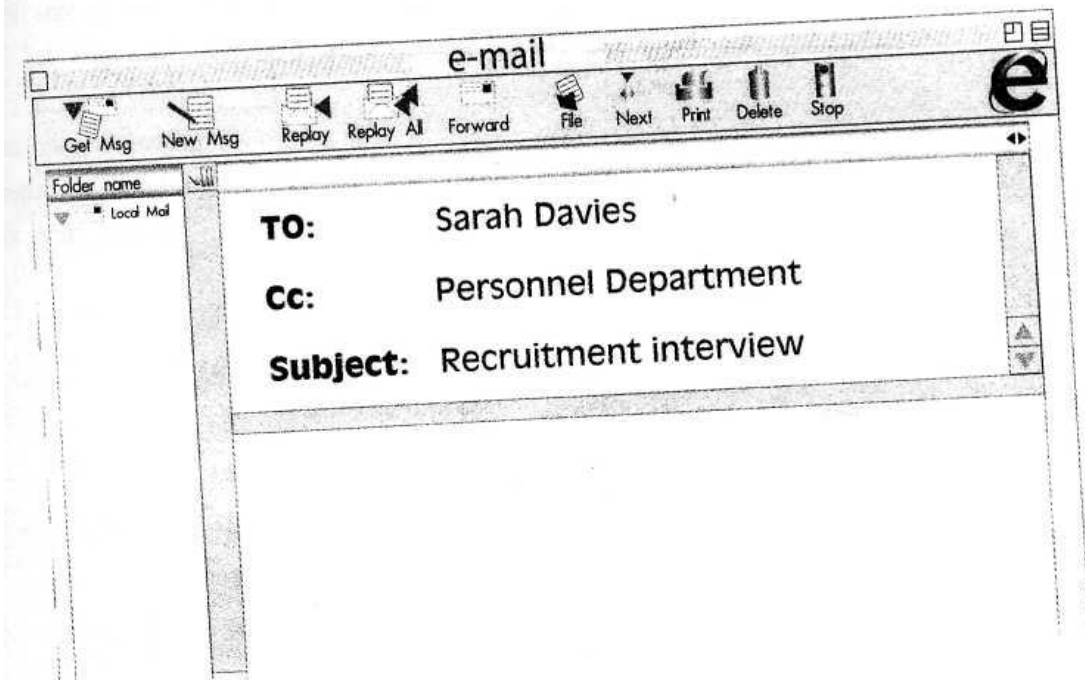 e-mail
Get Msg New Msg Replay Replay All Forward File Next Print Delete Stop
Folder name
Local Mail
TO: Sarah Davies
Cc: Personnel Department
Subject: Recruitment interview